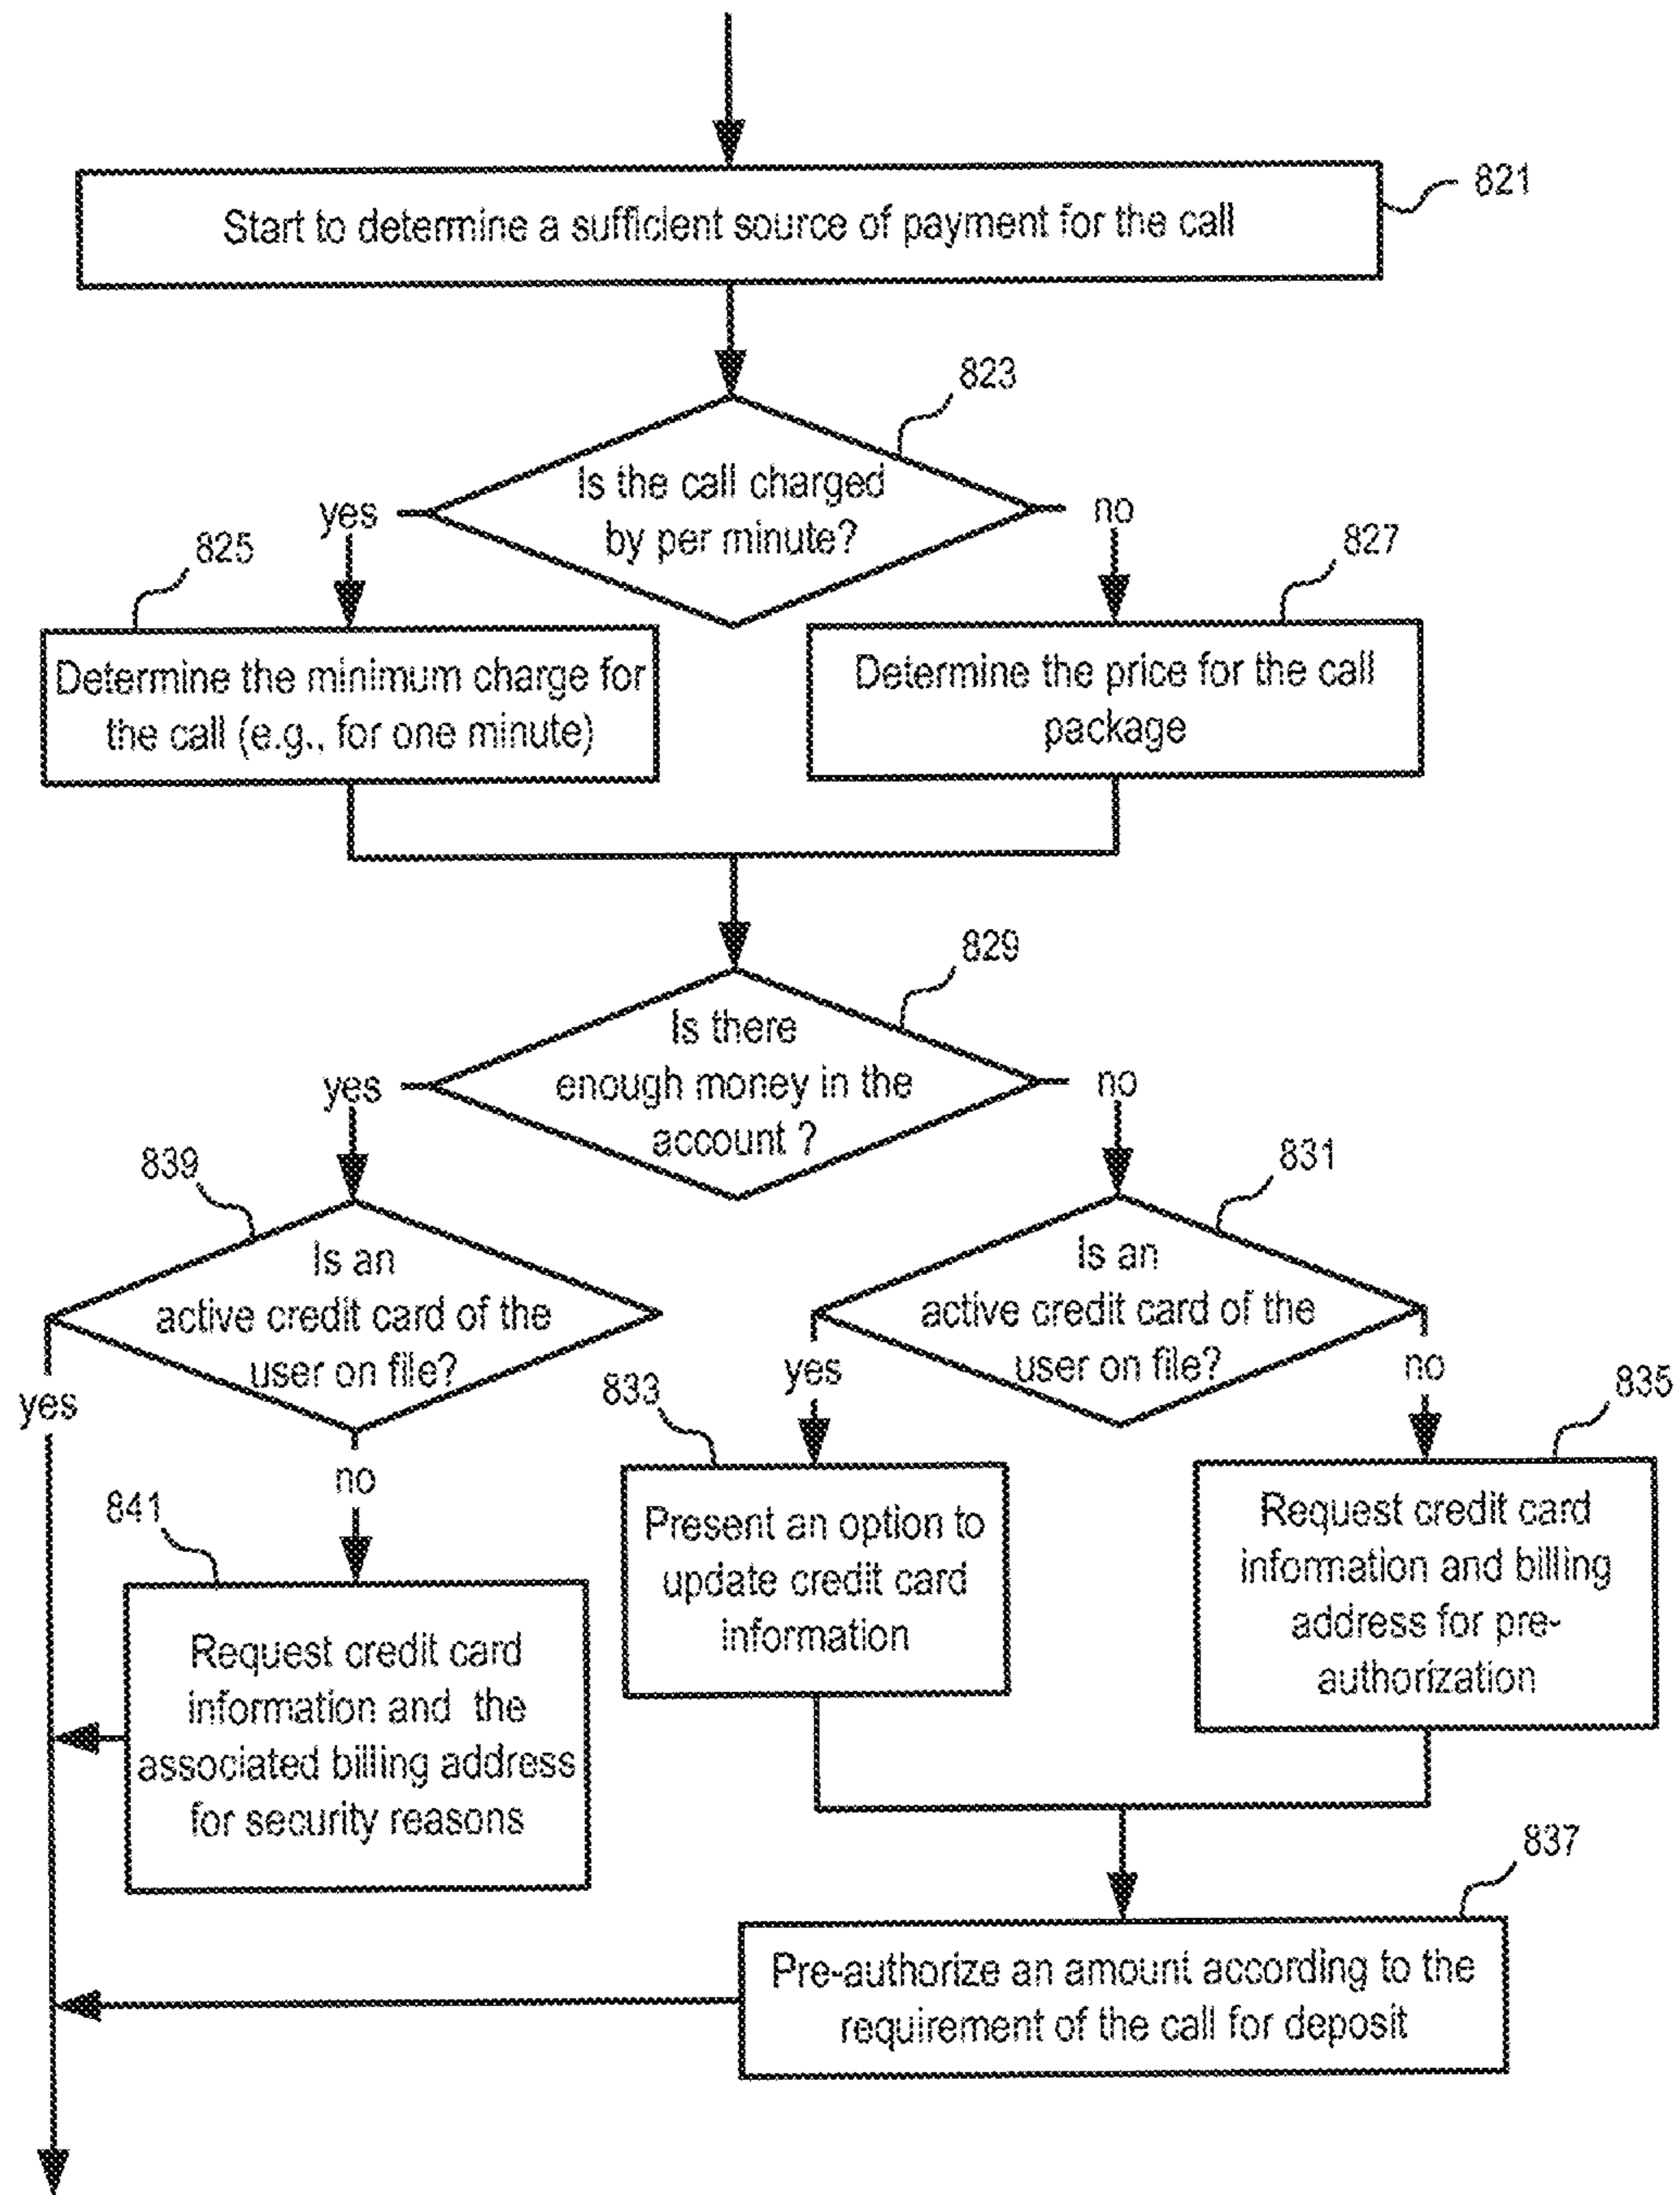 821
Start to determine a sufficient source of payment for the call
823
Is the call charged
by per minute?
yes
no
825
827
Determine the minimum charge for
the call (e.g., for one minute)
Determine the price for the call
package
829
Is there
enough money in the
account ?
yes
no
839
831
Is an
active credit card of the
user on file?
Is an
active credit card of the
user on file?
yes
no
yes
no
833
835
841
Present an option to
update credit card
information
Request credit card
information and billing
address for pre-
authorization
Request credit card
information and the
associated billing address
for security reasons
837
Pre-authorize an amount according to the
requirement of the call for deposit